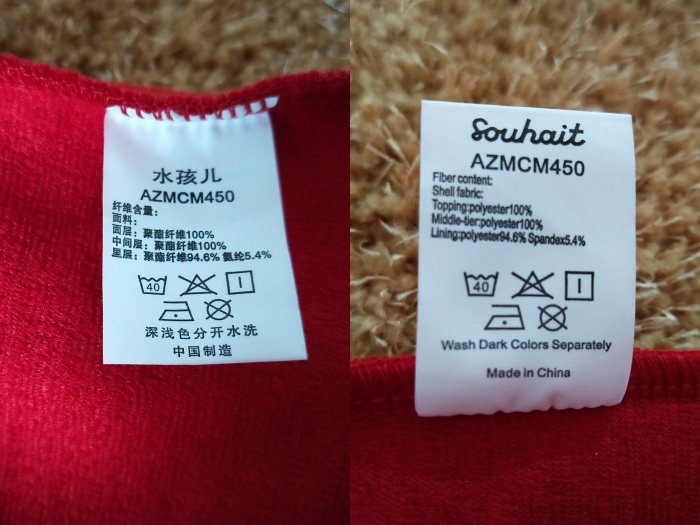 水孩儿
AZMCM450
纤维含量:
面料:
面层: 聚酯纤维100%
中间层: 聚酯纤维100%
里层: 聚酯纤维94.6% 氨纶5.4%
40
深浅色分开水洗
中国制造
Souhait
AZMCM450
Fiber content:
Shell fabric:
Topping:polyester100%
Middle-tier:polyester100%
Lining:polyester94.6% Spandex5.4%
40
Wash Dark Colors Separately
Made in China